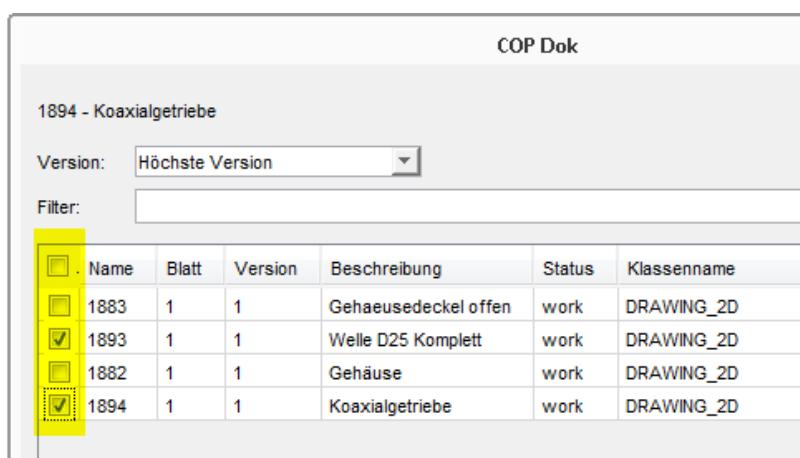 COP Dok
1894 - Koaxialgetriebe
Version: Höchste Version
Filter:
. Name Blatt Version Beschreibung Status Klassenname
1883 1 1 Gehaeusedeckel offen work DRAWING_2D
1893 1 1 Welle D25 Komplett work DRAWING_2D
1882 1 1 Gehäuse work DRAWING_2D
1894 1 1 Koaxialgetriebe work DRAWING_2D